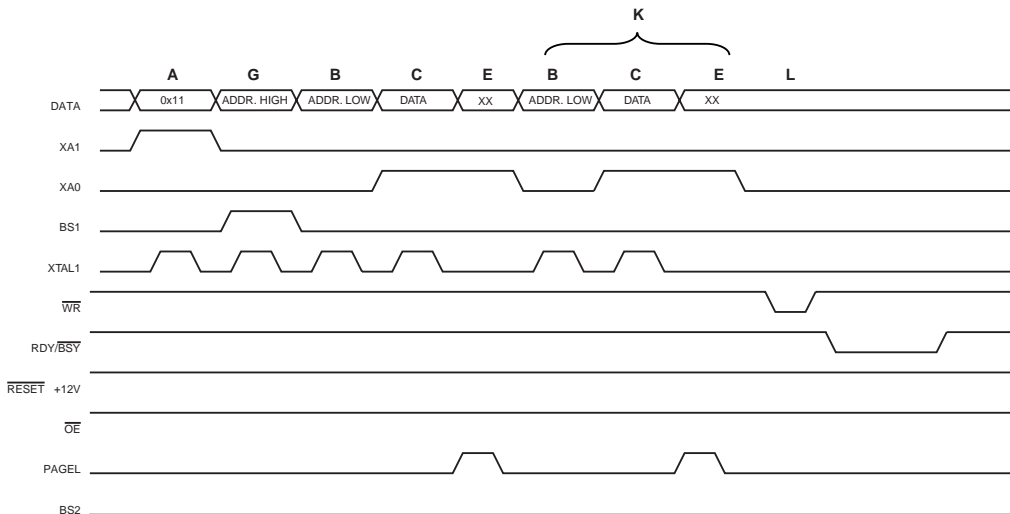 K
A G B C E B C E L
DATA 0x11 ADDR. HIGH ADDR. LOW DATA XX ADDR. LOW DATA XX
XA1
XA0
BS1
XTAL1
WR
RDY/BSY
RESET +12V
OE
PAGEL
BS2